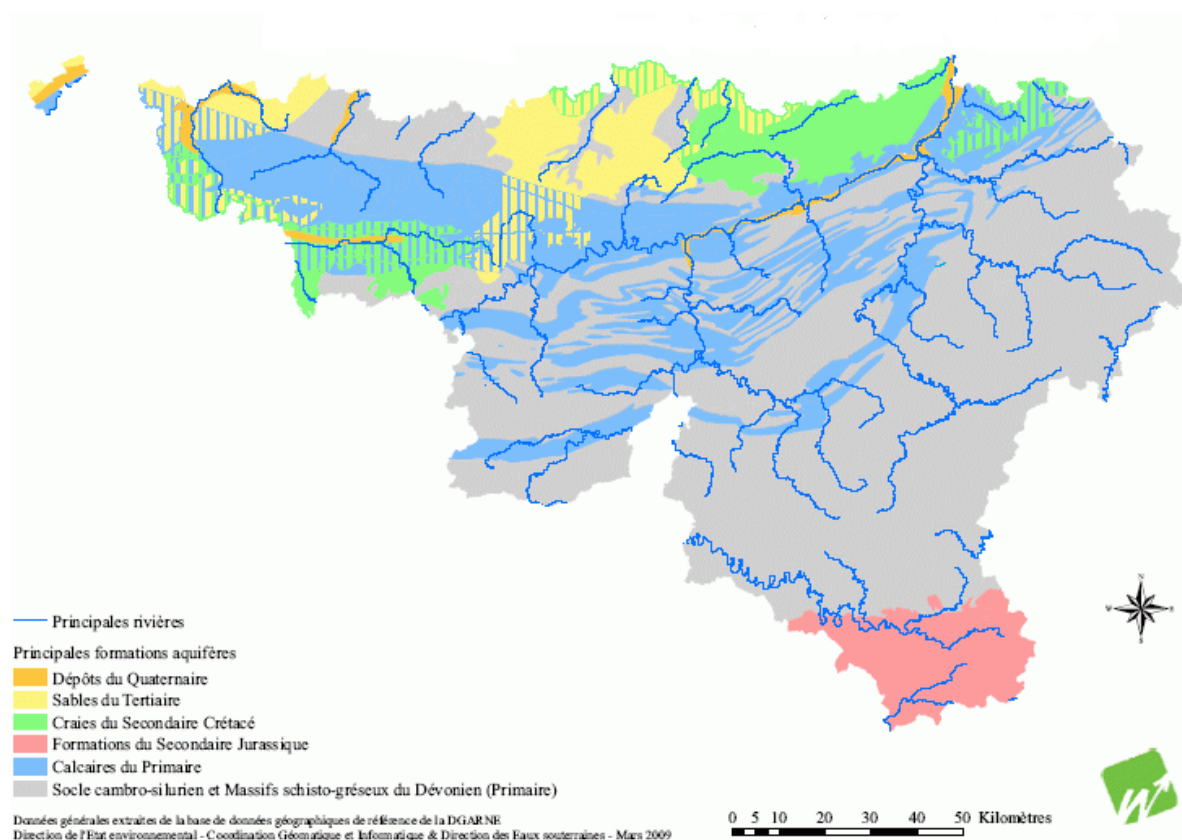 Principales rivières
Principales formations aquifères
Dépôts du Quaternaire
Sables du Tertiaire
Craies du Secondaire Crétacé
Formations du Secondaire Jurassique
Calcaires du Primaire
Socle cambro-silurien et Massifs schisto-gréseux du Dévonien (Primaire)
Données générales extraites de la base de données géographiques de référence de la DGARNE
Direction de l'Etat environnemental - Coordination Géomatique et Informatique & Direction des Eaux souterraines - Mars 2009
0 5 10 20 30 40 50 Kilomètres
N
S